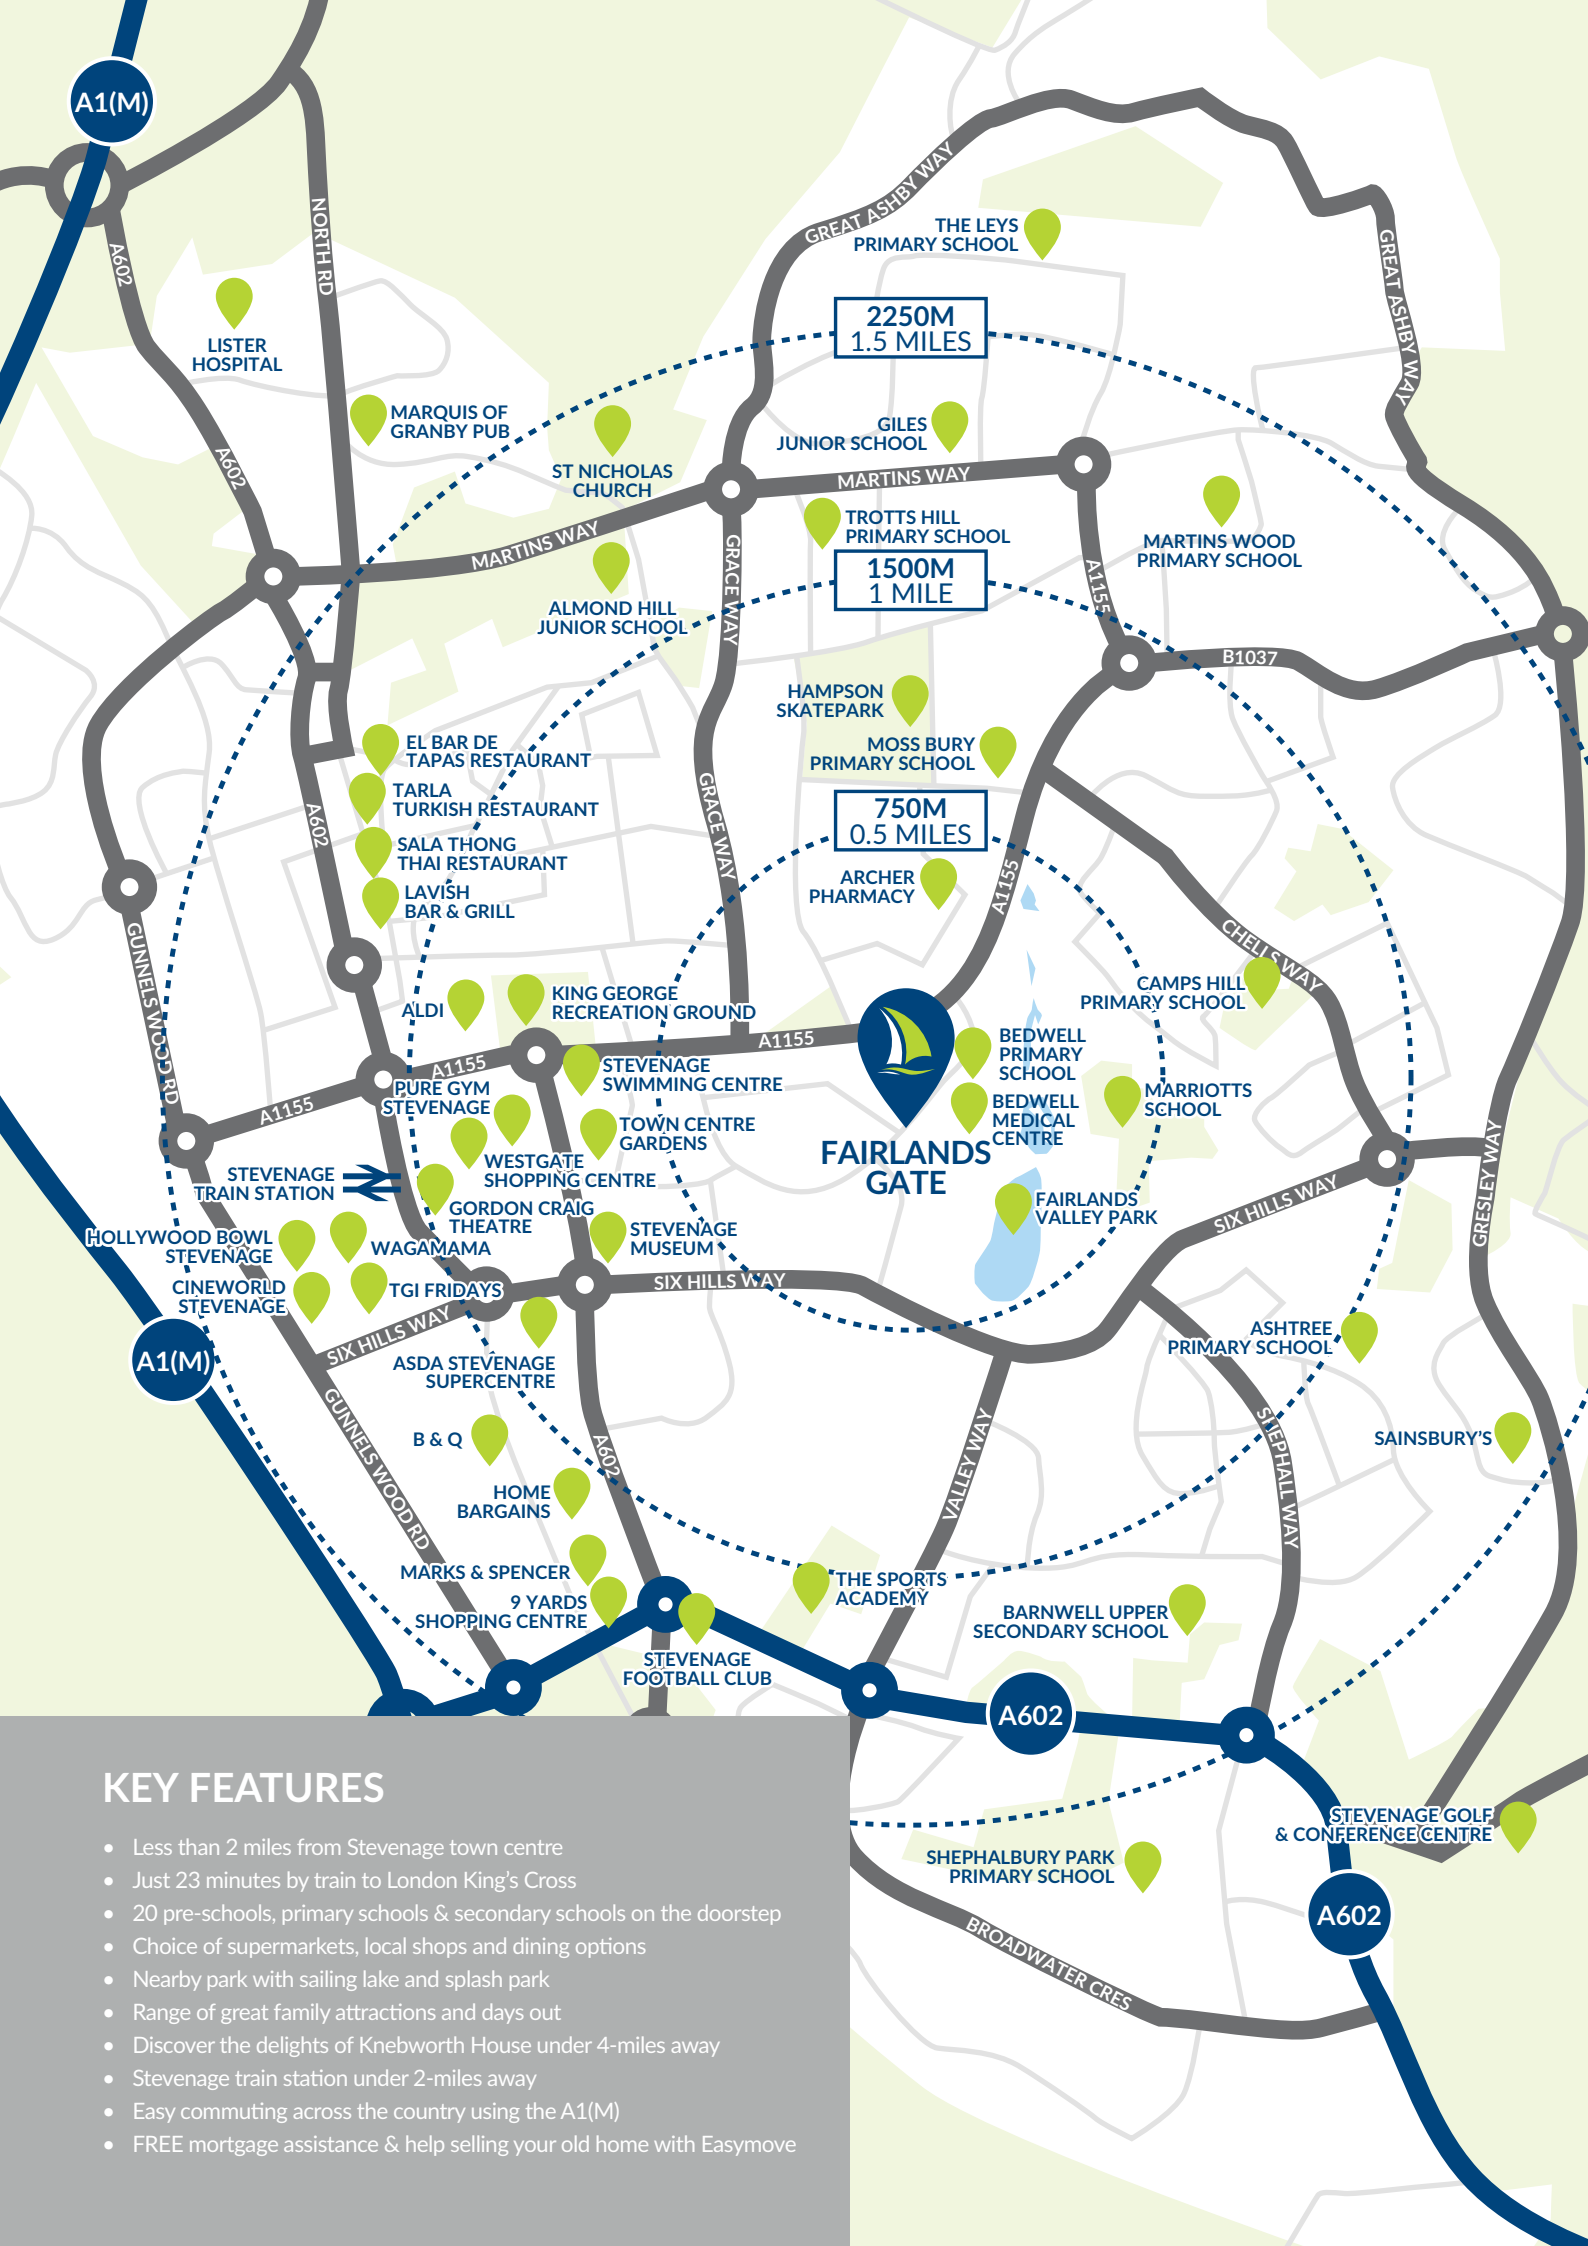 A1(M)
NORTH RD
A602
GREAT ASHBY WAY
THE LEYS
PRIMARY SCHOOL
GREAT ASHBY WAY
LISTER
HOSPITAL
2250M
1.5 MILES
MARQUIS OF
GRANBY PUB
GILES
JUNIOR SCHOOL
A602
ST NICHOLAS
CHURCH
MARTINS WAY
MARTINS WAY
TROTTS HILL
PRIMARY SCHOOL
MARTINS WOOD
PRIMARY SCHOOL
GRACE WAY
1500M
1 MILE
A1155
ALMOND HILL
JUNIOR SCHOOL
B1037
HAMPSON
SKATEPARK
EL BAR DE
TAPAS RESTAURANT
MOSS BURY
PRIMARY SCHOOL
TARLA
TURKISH RESTAURANT
A602
GRACE WAY
750M
0.5 MILES
SALA THONG
THAI RESTAURANT
LAVISH
BAR & GRILL
ARCHER
PHARMACY
A1155
CHELLS WAY
GUNNELS WOOD RD
CAMPS HILL
PRIMARY SCHOOL
ALDI
KING GEORGE
RECREATION GROUND
A1155
A1155
STEVENAGE
SWIMMING CENTRE
BEDWELL
PRIMARY
SCHOOL
PURE GYM
STEVENAGE
A1155
BEDWELL
MEDICAL
CENTRE
MARRIOTTS
SCHOOL
TOWN CENTRE
GARDENS
FAIRLANDS
GATE
WESTGATE
SHOPPING CENTRE
STEVENAGE
TRAIN STATION
GORDON CRAIG
THEATRE
FAIRLANDS
VALLEY PARK
SIX HILLS WAY
GRESLEY WAY
HOLLYWOOD BOWL
STEVENAGE
WAGAMAMA
STEVENAGE
MUSEUM
CINEWORLD
STEVENAGE
TGI FRIDAYS
SIX HILLS WAY
SIX HILLS WAY
A1(M)
ASDA STEVENAGE
SUPERCENTRE
ASHTREE
PRIMARY SCHOOL
GUNNELS WOOD RD
B & Q
A602
VALLEY WAY
SHEPHALL WAY
SAINSBURY'S
HOME
BARGAINS
MARKS & SPENCER
9 YARDS
SHOPPING CENTRE
THE SPORTS
ACADEMY
BARNWELL UPPER
SECONDARY SCHOOL
STEVENAGE
FOOTBALL CLUB
A602
STEVENAGE GOLF
& CONFERENCE CENTRE
SHEPHALBURY PARK
PRIMARY SCHOOL
A602
BROADWATER CRES
KEY FEATURES
• Less than 2 miles from Stevenage town centre
• Just 23 minutes by train to London King's Cross
• 20 pre-schools, primary schools & secondary schools on the doorstep
• Choice of supermarkets, local shops and dining options
• Nearby park with sailing lake and splash park
• Range of great family attractions and days out
• Discover the delights of Knebworth House under 4-miles away
• Stevenage train station under 2-miles away
• Easy commuting across the country using the A1(M)
• FREE mortgage assistance & help selling your old home with Easymove